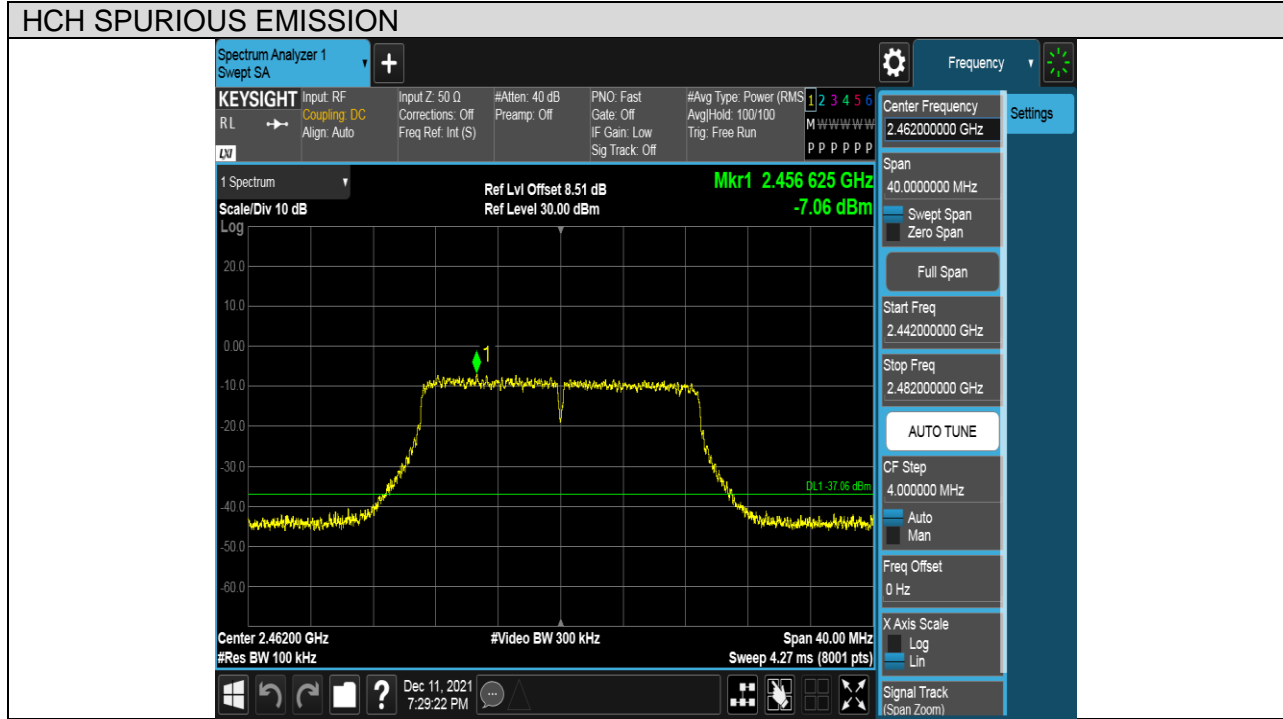 HCH SPURIOUS EMISSION
Spectrum Analyzer 1
Swept SA
+
Frequency
KEYSIGHT
RL
LXI
Input: RF
Coupling: DC
Align: Auto
Input Z: 50 Ω
Corrections: Off
Freq Ref: Int (S)
#Atten: 40 dB
Preamp: Off
PNO: Fast
Gate: Off
IF Gain: Low
Sig Track: Off
#Avg Type: Power (RMS
Avg|Hold: 100/100
Trig: Free Run
1 2 3 4 5 6
M W W W W W
P P P P P P
Center Frequency
2.462000000 GHz
Settings
1 Spectrum
Scale/Div 10 dB
Ref Lvl Offset 8.51 dB
Ref Level 30.00 dBm
Mkr1 2.456 625 GHz
-7.06 dBm
Log
20.0
10.0
0.00
-10.0
-20.0
-30.0
-40.0
-50.0
-60.0
1
DL1 -37.06 dBm
Center 2.46200 GHz
#Res BW 100 kHz
#Video BW 300 kHz
Span 40.00 MHz
Sweep 4.27 ms (8001 pts)
Span
40.0000000 MHz
Swept Span
Zero Span
Full Span
Start Freq
2.442000000 GHz
Stop Freq
2.482000000 GHz
AUTO TUNE
CF Step
4.000000 MHz
Auto
Man
Freq Offset
0 Hz
X Axis Scale
Log
Lin
Signal Track
(Span Zoom)
?
Dec 11, 2021
7:29:22 PM